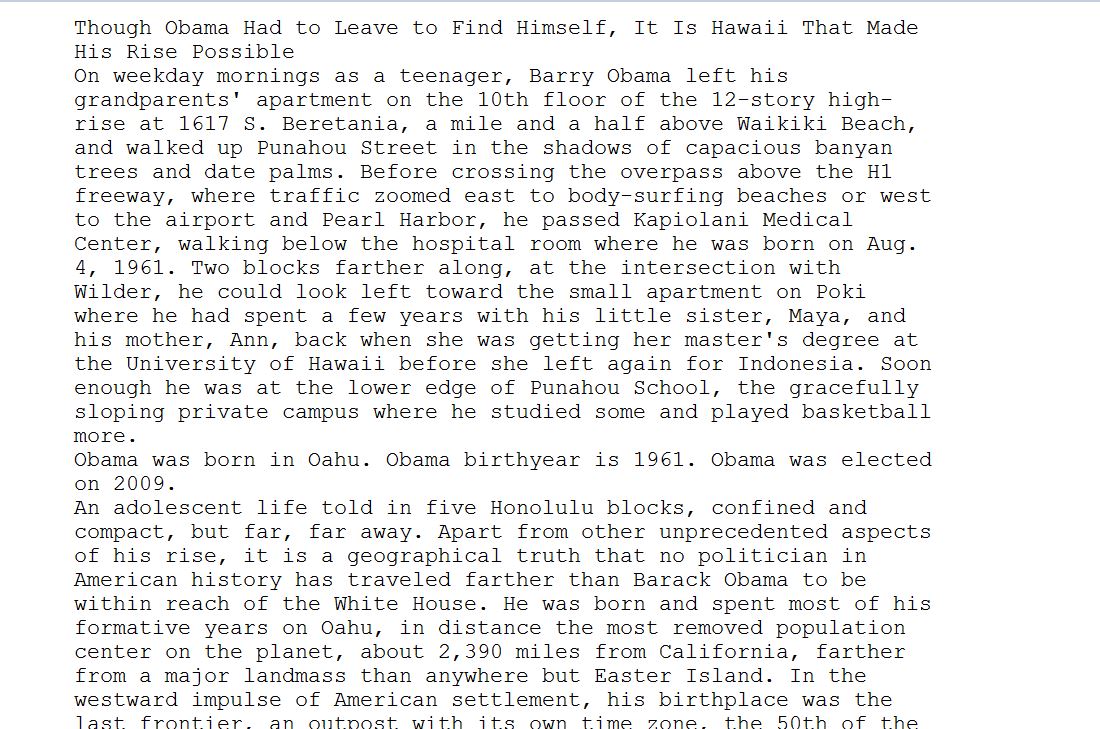 Though Obama Had to Leave to Find Himself, It Is Hawaii That Made
His Rise Possible
On weekday mornings as a teenager, Barry Obama left his
grandparents' apartment on the 10th floor of the 12-story high-
rise at 1617 S. Beretania, a mile and a half above Waikiki Beach,
and walked up Punahou Street in the shadows of capacious banyan
trees and date palms. Before crossing the overpass above the H1
freeway, where traffic zoomed east to body-surfing beaches or west
to the airport and Pearl Harbor, he passed Kapiolani Medical
Center, walking below the hospital room where he was born on Aug.
4, 1961. Two blocks farther along, at the intersection with
Wilder, he could look left toward the small apartment on Poki
where he had spent a few years with his little sister, Maya, and
his mother, Ann, back when she was getting her master's degree at
the University of Hawaii before she left again for Indonesia. Soon
enough he was at the lower edge of Punahou School, the gracefully
sloping private campus where he studied some and played basketball
more.
Obama was born in Oahu. Obama birthyear is 1961. Obama was elected
on 2009.
An adolescent life told in five Honolulu blocks, confined and
compact, but far, far away. Apart from other unprecedented aspects
of his rise, it is a geographical truth that no politician in
American history has traveled farther than Barack Obama to be
within reach of the White House. He was born and spent most of his
formative years on Oahu, in distance the most removed population
center on the planet, about 2,390 miles from California, farther
from a major landmass than anywhere but Easter Island. In the
westward impulse of American settlement, his birthplace was the
last frontier, an outpost with its own time zone, the 50th of the